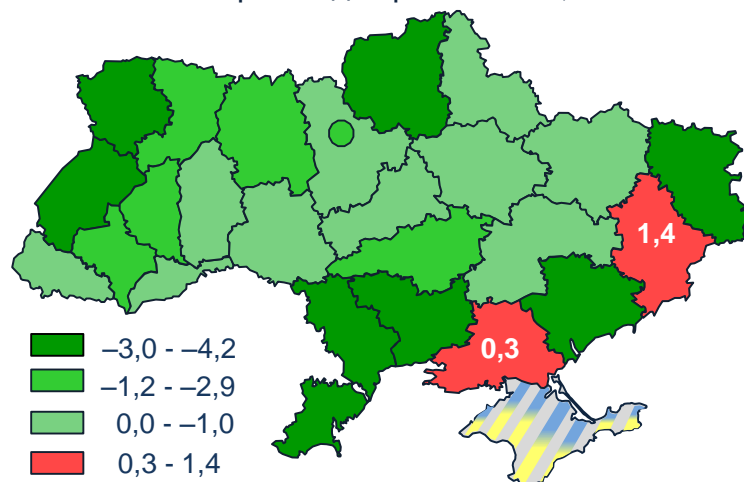 1,4
0,3
–3,0 - –4,2
–1,2 - –2,9
0,0 - –1,0
0,3 - 1,4